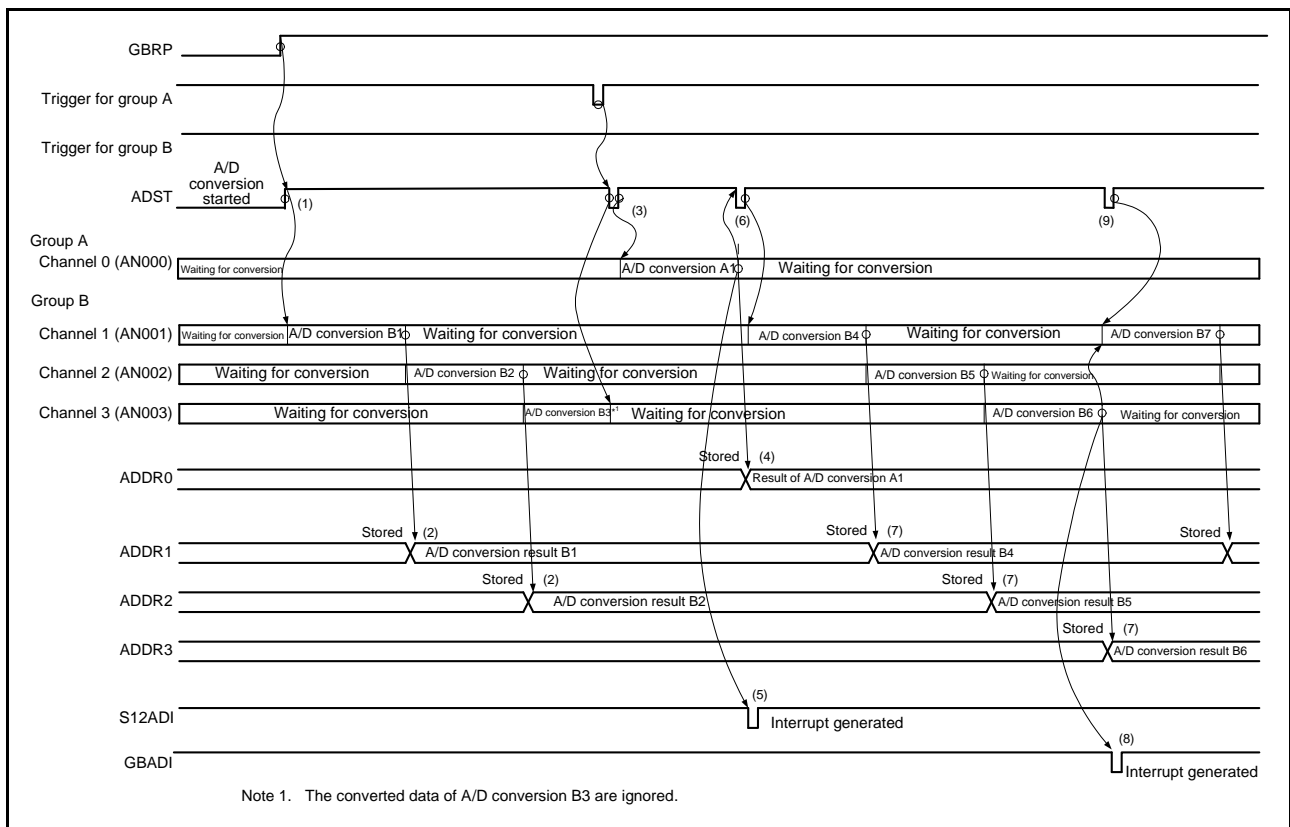 GBRP
Trigger for group A
Trigger for group B
A/D
conversion
started
ADST
(1)
(3)
(6)
(9)
Group A
Channel 0 (AN000)
Waiting for conversion
A/D conversion A1
Waiting for conversion
Group B
Channel 1 (AN001)
Waiting for conversion
A/D conversion B1
Waiting for conversion
A/D conversion B4
Waiting for conversion
A/D conversion B7
Channel 2 (AN002)
Waiting for conversion
A/D conversion B2
Waiting for conversion
A/D conversion B5
Waiting for conversion
Channel 3 (AN003)
Waiting for conversion
A/D conversion B3*1
Waiting for conversion
A/D conversion B6
Waiting for conversion
Stored (4)
ADDR0
Result of A/D conversion A1
Stored (2)
Stored (7)
Stored
ADDR1
A/D conversion result B1
A/D conversion result B4
Stored (2)
Stored (7)
ADDR2
A/D conversion result B2
A/D conversion result B5
Stored (7)
ADDR3
A/D conversion result B6
(5)
S12ADI
Interrupt generated
(8)
GBADI
Interrupt generated
Note 1. The converted data of A/D conversion B3 are ignored.